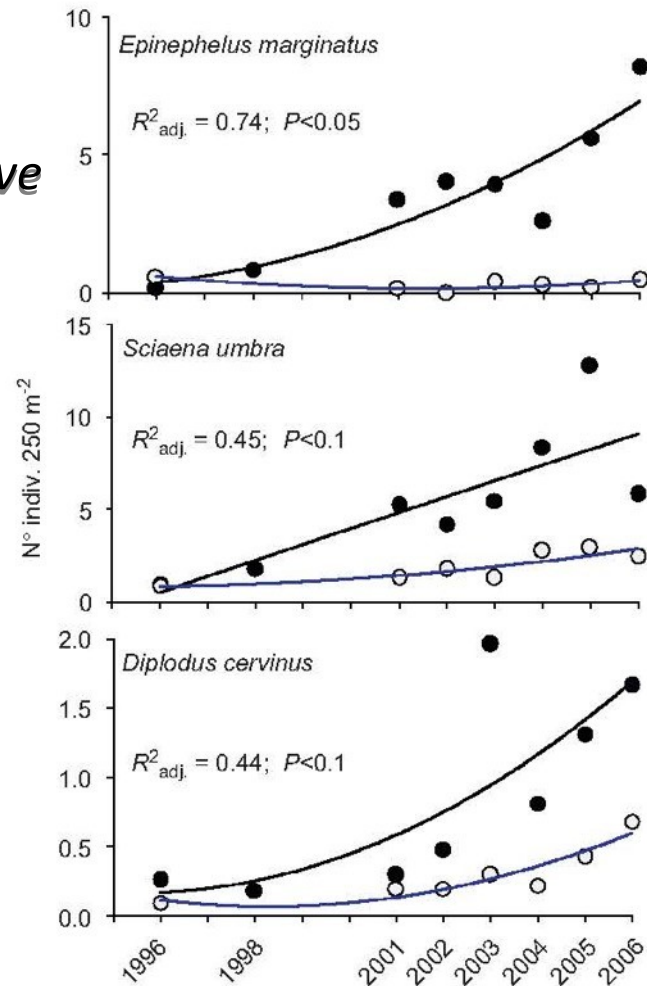 ve
10
Epinephelus marginatus
R²adj. = 0.74; P<0.05
5
0
15
Sciaena umbra
10
R²adj. = 0.45; P<0.1
5
0
N° indiv. 250 m⁻²
2.0
Diplodus cervinus
1.5
R²adj. = 0.44; P<0.1
1.0
0.5
0.0
1996 1998 2001 2002 2003 2004 2005 2006